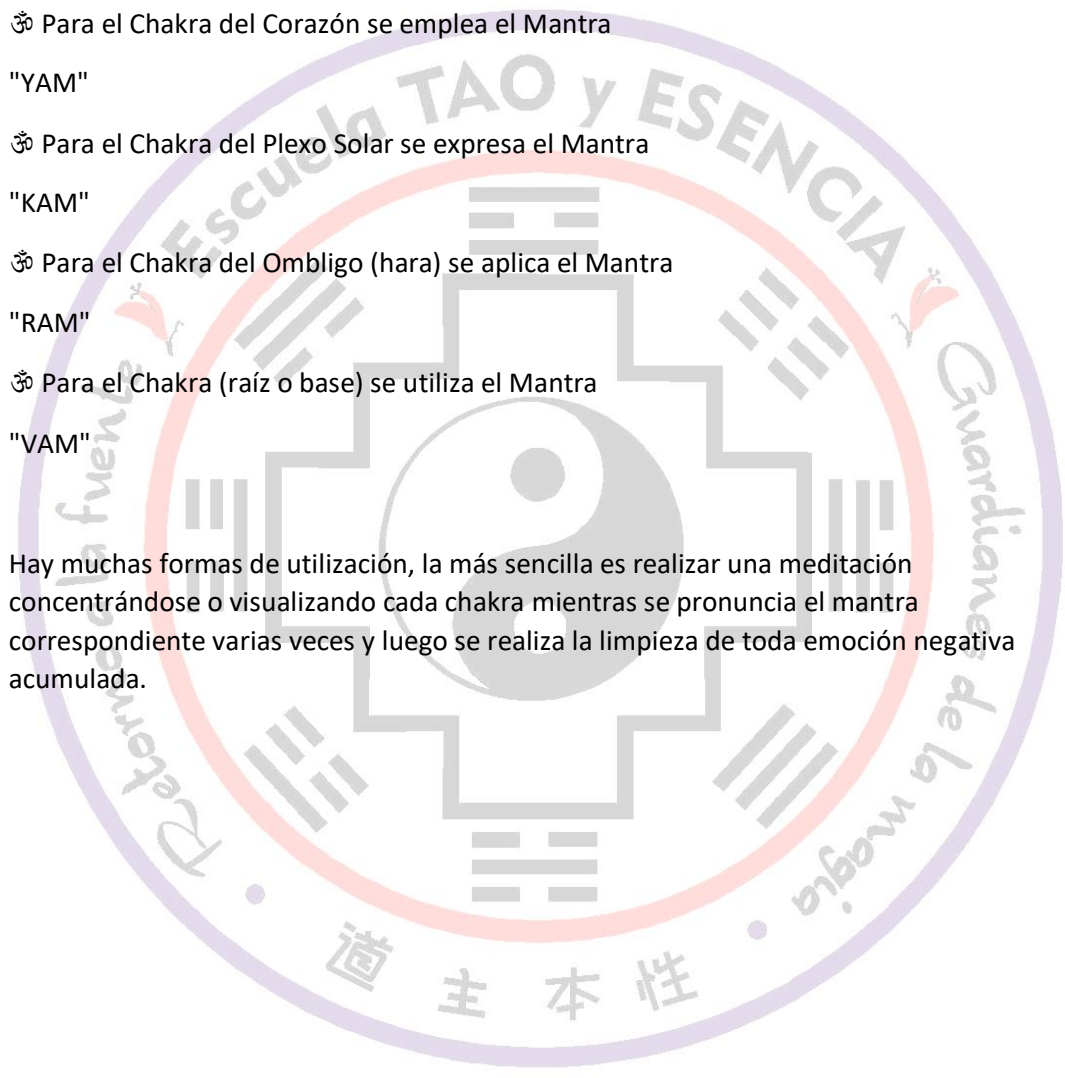 🕉 Para el Chakra del Corazón se emplea el Mantra
"YAM"
🕉 Para el Chakra del Plexo Solar se expresa el Mantra
"KAM"
🕉 Para el Chakra del Ombligo (hara) se aplica el Mantra
"RAM"
🕉 Para el Chakra (raíz o base) se utiliza el Mantra
"VAM"
Hay muchas formas de utilización, la más sencilla es realizar una meditación
concentrándose o visualizando cada chakra mientras se pronuncia el mantra
correspondiente varias veces y luego se realiza la limpieza de toda emoción negativa
acumulada.
Escuela TAO y ESENCIA
Retorno a la fuente
Guardianes de la magia
道主本性